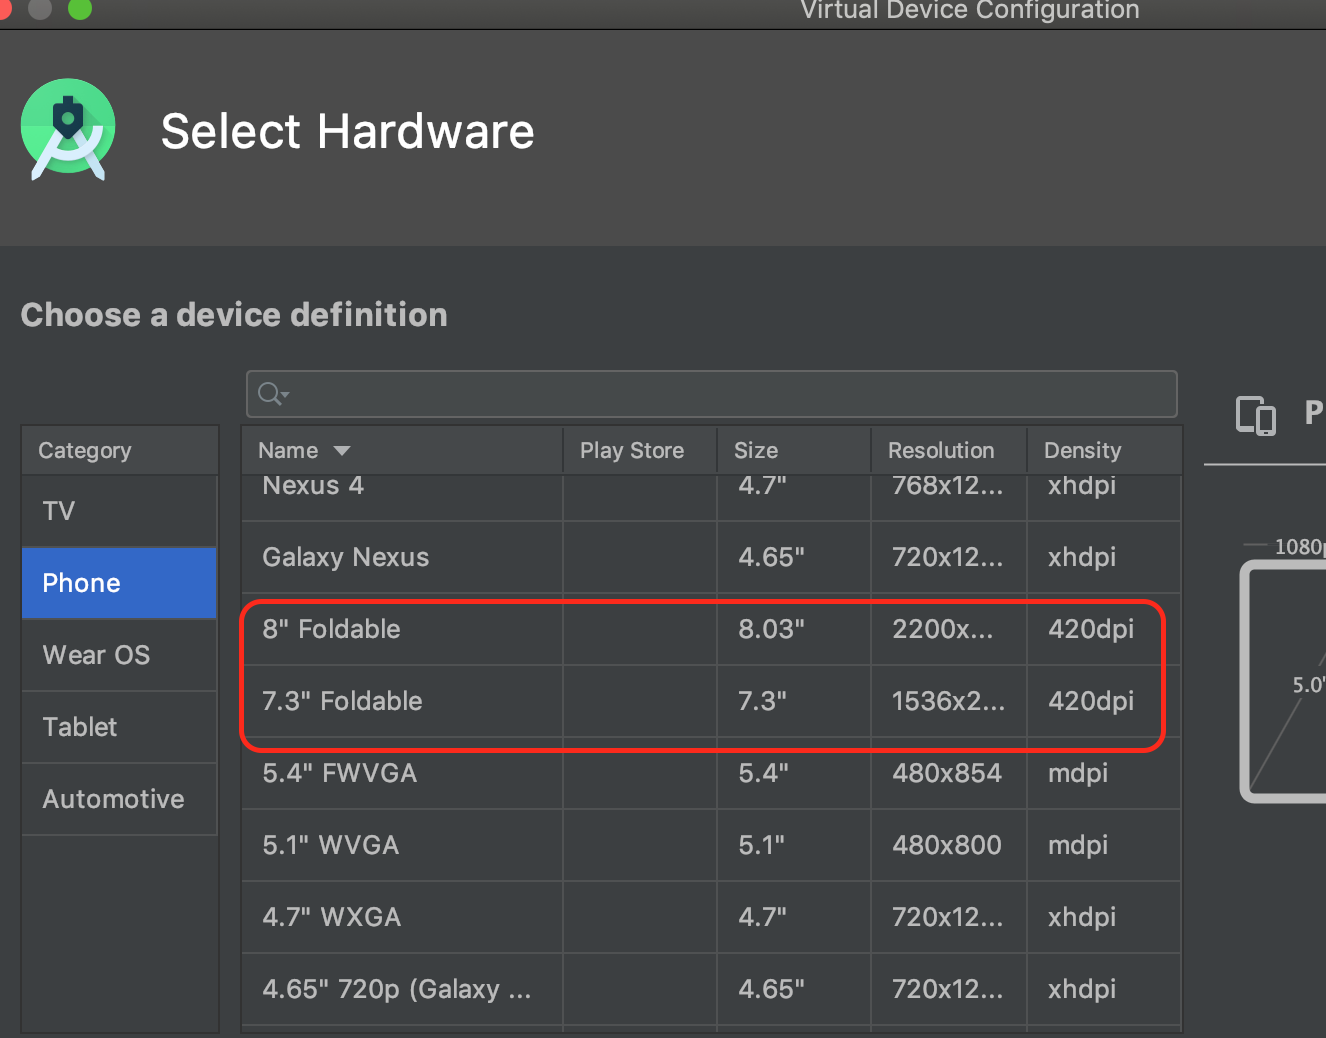 Virtual Device Configuration
Select Hardware
Choose a device definition
Category
TV
Phone
Wear OS
Tablet
Automotive
Name Play Store Size Resolution Density
Nexus 4 4.7" 768x12... xhdpi
Galaxy Nexus 4.65" 720x12... xhdpi
8" Foldable 8.03" 2200x... 420dpi
7.3" Foldable 7.3" 1536x2... 420dpi
5.4" FWVGA 5.4" 480x854 mdpi
5.1" WVGA 5.1" 480x800 mdpi
4.7" WXGA 4.7" 720x12... xhdpi
4.65" 720p (Galaxy ... 4.65" 720x12... xhdpi
P
1080p
5.0"